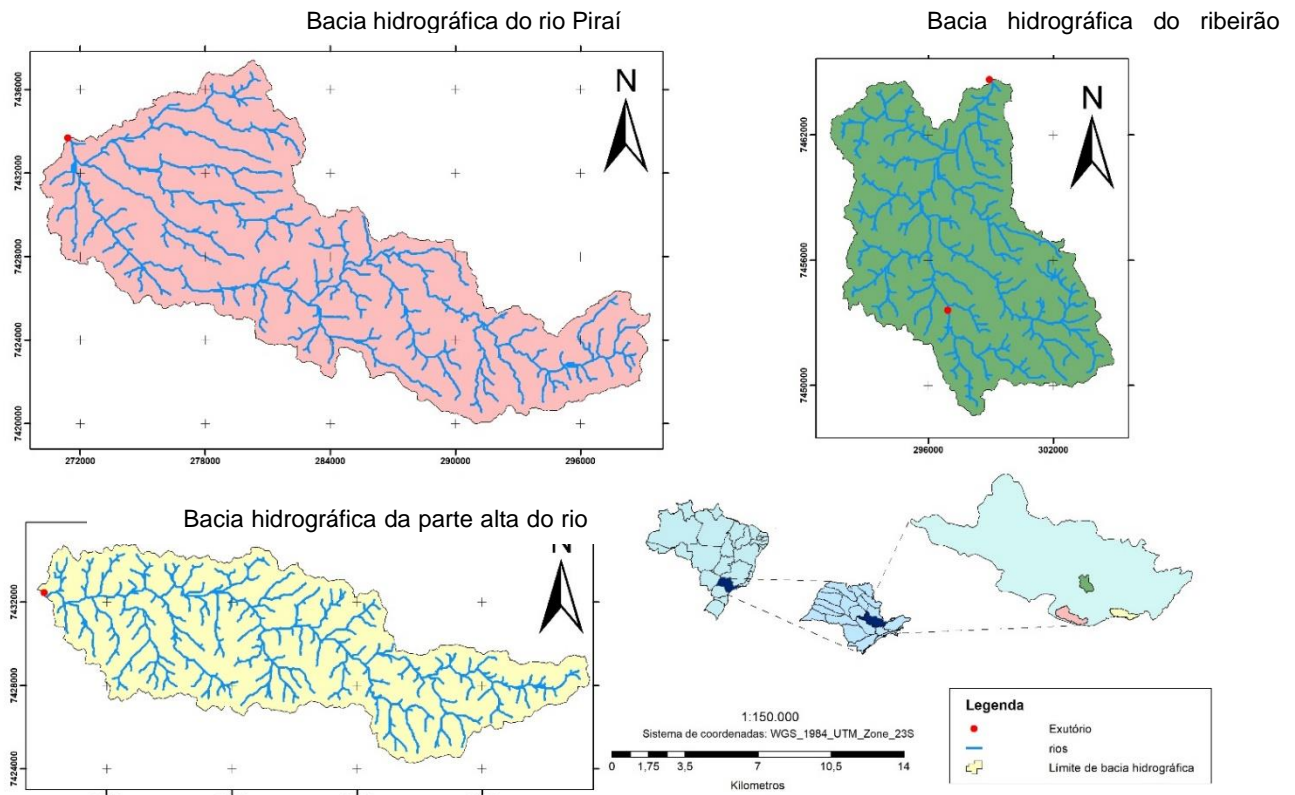 Bacia hidrográfica do rio Piraí
N
7436000
7432000
7428000
7424000
7420000
272000
278000
284000
290000
296000
Bacia hidrográfica do ribeirão
N
7462000
7456000
7450000
296000
302000
Bacia hidrográfica da parte alta do rio
N
7432000
7428000
7424000
1:150.000
Sistema de coordenadas: WGS_1984_UTM_Zone_23S
0 1,75 3,5 7 10,5 14
Kilometros
Legenda
Exutório
rios
Límite de bacia hidrográfica